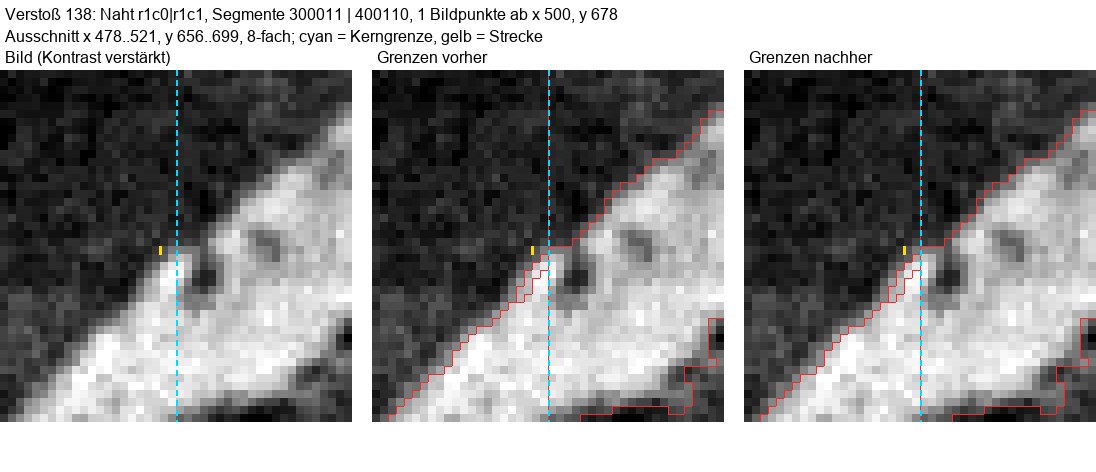 Verstoß 138: Naht r1c0|r1c1, Segmente 300011 | 400110, 1 Bildpunkte ab x 500, y 678
Ausschnitt x 478..521, y 656..699, 8-fach; cyan = Kerngrenze, gelb = Strecke
Bild (Kontrast verstärkt) Grenzen vorher Grenzen nachher